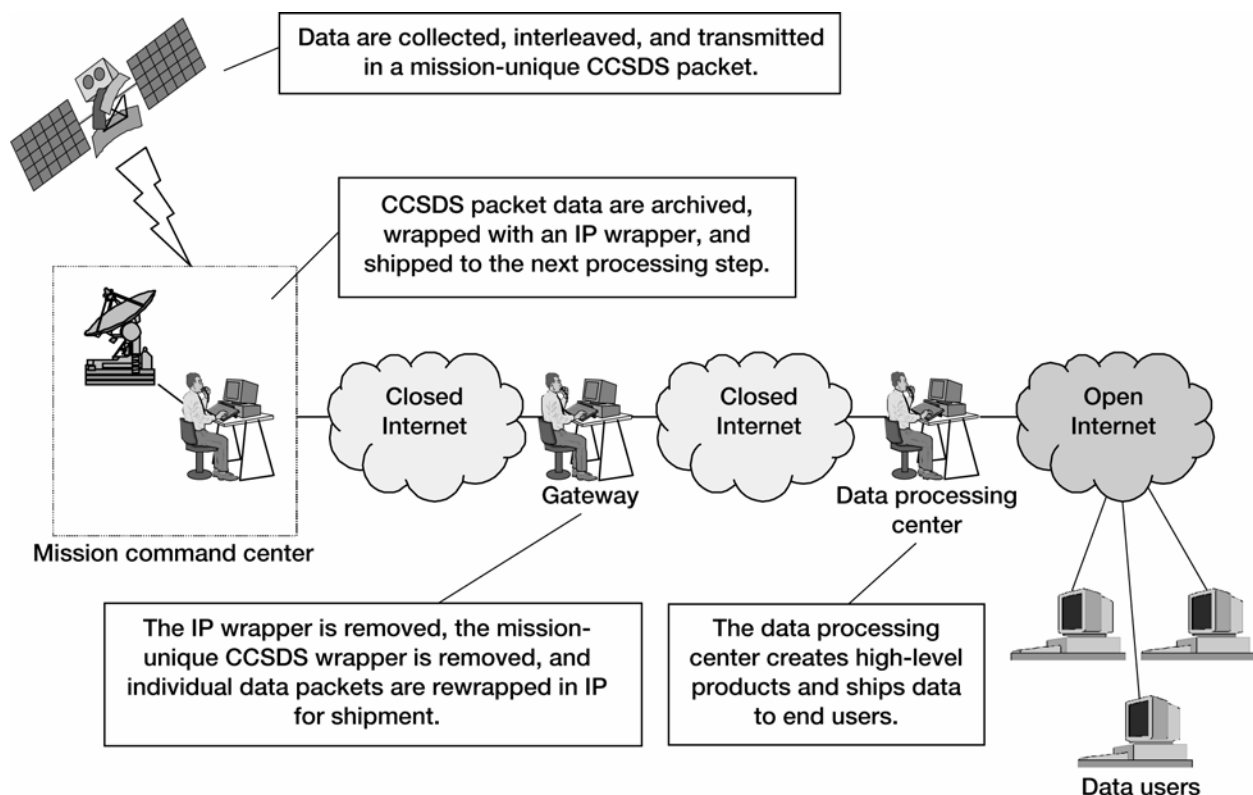 Data are collected, interleaved, and transmitted
in a mission-unique CCSDS packet.
CCSDS packet data are archived,
wrapped with an IP wrapper, and
shipped to the next processing step.
Mission command center
Closed
Internet
Gateway
Closed
Internet
Data processing
center
Open
Internet
The IP wrapper is removed, the mission-
unique CCSDS wrapper is removed, and
individual data packets are rewrapped in IP
for shipment.
The data processing
center creates high-level
products and ships data
to end users.
Data users